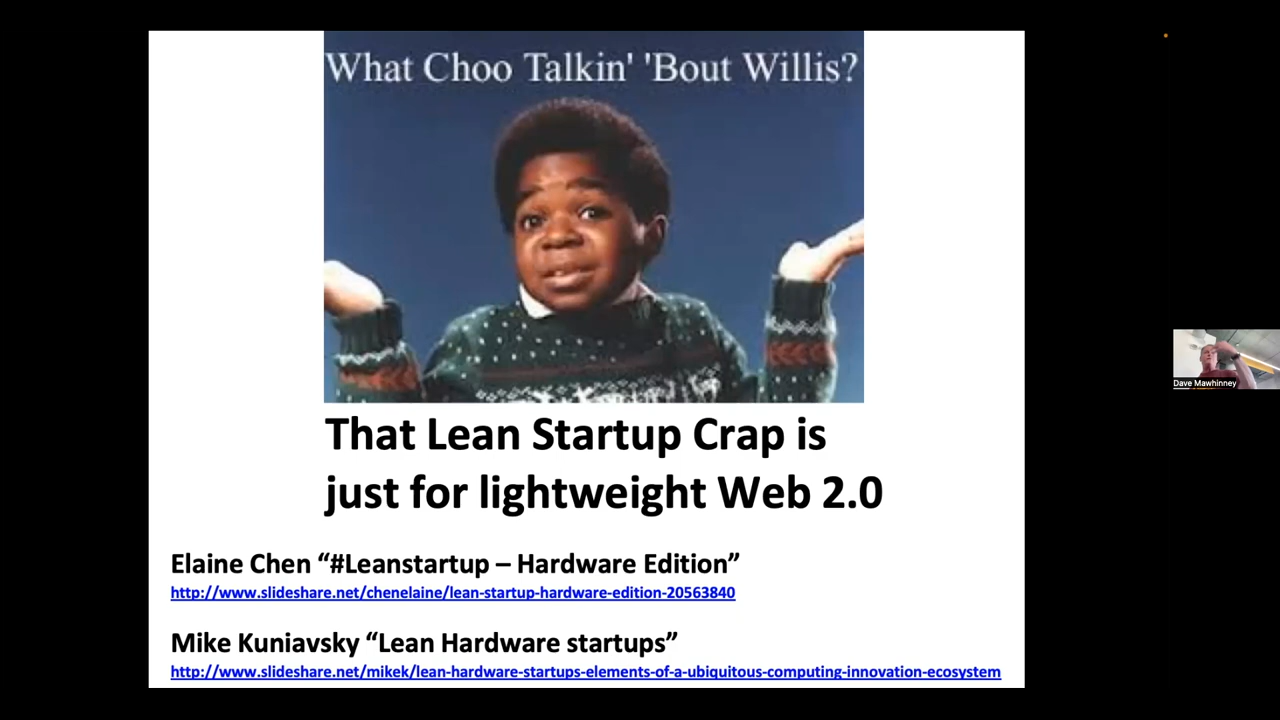 What Choo Talkin' 'Bout Willis?
That Lean Startup Crap is
just for lightweight Web 2.0
Elaine Chen “#Leanstartup – Hardware Edition”
http://www.slideshare.net/chenelaine/lean-startup-hardware-edition-20563840
Mike Kuniavsky “Lean Hardware startups”
http://www.slideshare.net/mikek/lean-hardware-startups-elements-of-a-ubiquitous-computing-innovation-ecosystem
Dave Mawhinney